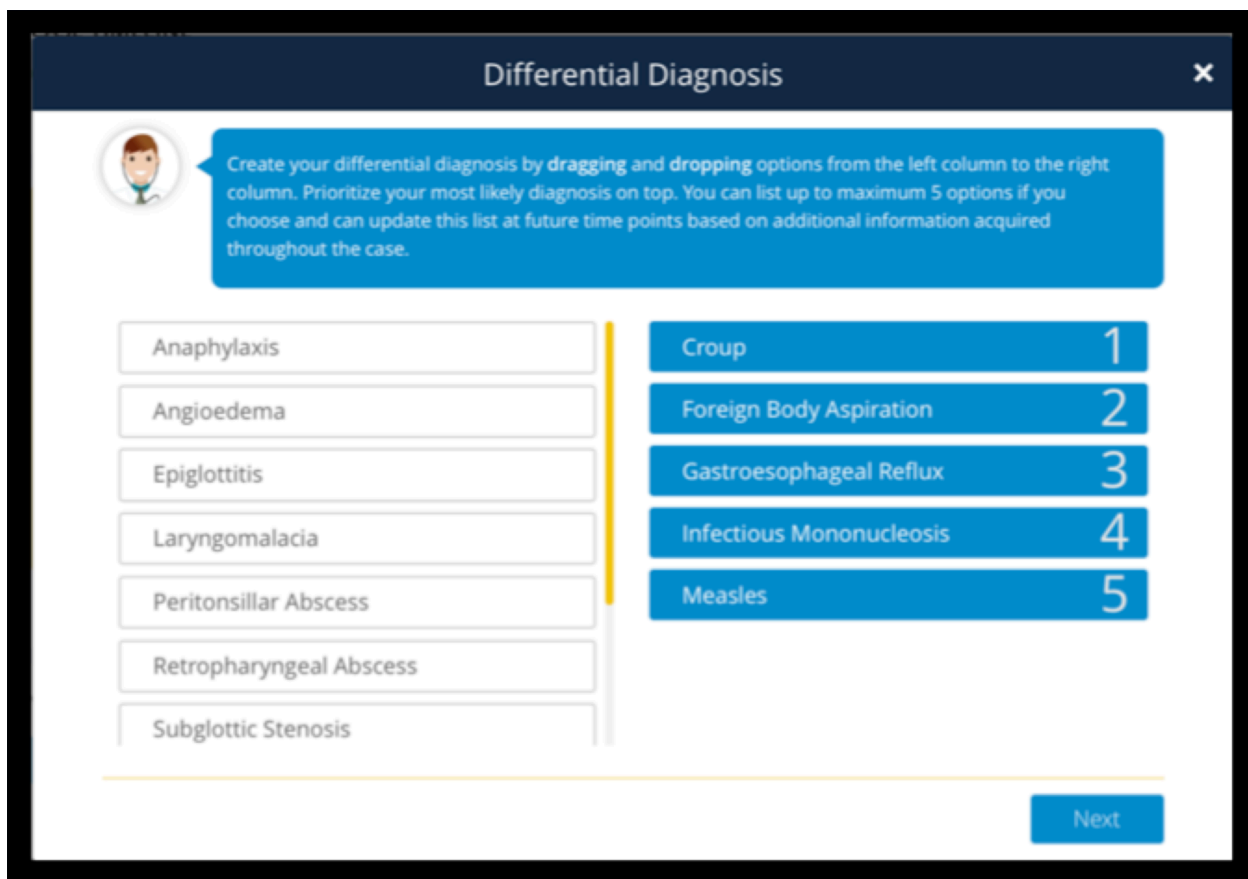 Differential Diagnosis
×
Create your differential diagnosis by dragging and dropping options from the left column to the right
column. Prioritize your most likely diagnosis on top. You can list up to maximum 5 options if you
choose and can update this list at future time points based on additional information acquired
throughout the case.
Anaphylaxis
Angioedema
Epiglottitis
Laryngomalacia
Peritonsillar Abscess
Retropharyngeal Abscess
Subglottic Stenosis
Croup 1
Foreign Body Aspiration 2
Gastroesophageal Reflux 3
Infectious Mononucleosis 4
Measles 5
Next